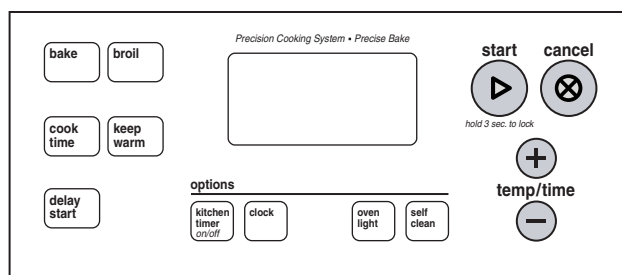 Precision Cooking System • Precise Bake
bake
broil
start
cancel
hold 3 sec. to lock
cook
time
keep
warm
temp/time
delay
start
options
kitchen
timer
on/off
clock
oven
light
self
clean